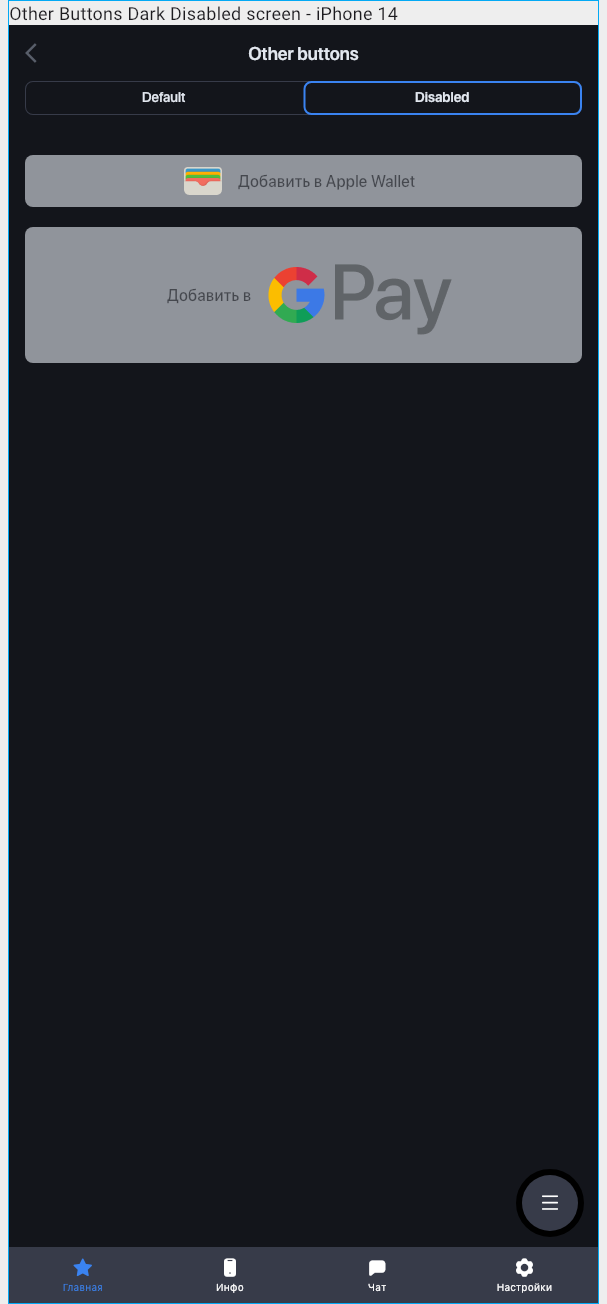 Other Buttons Dark Disabled screen - iPhone 14
Other buttons
Default Disabled
Добавить в Apple Wallet
Добавить в G Pay
Главная Инфо Чат Настройки